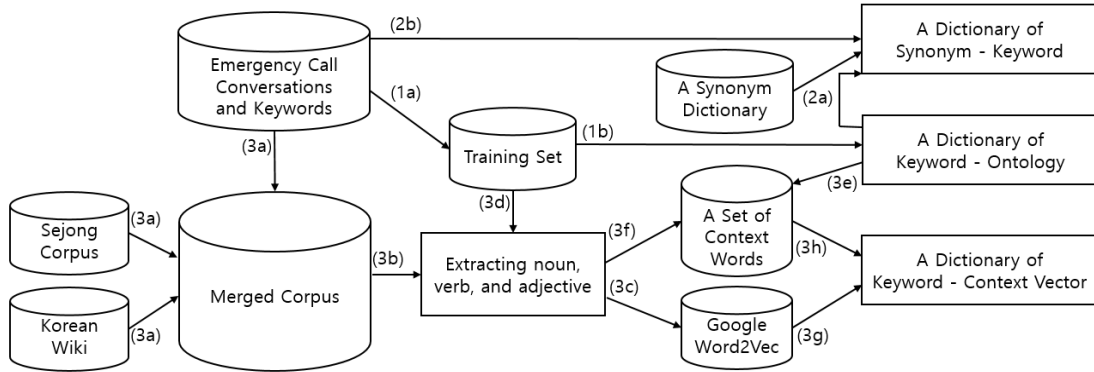 (2b)
A Dictionary of
Synonym - Keyword
Emergency Call
Conversations
and Keywords
(1a)
A Synonym
Dictionary
(2a)
(3a)
Training Set
(1b)
A Dictionary of
Keyword - Ontology
(3d)
(3e)
Sejong
Corpus
(3a)
Merged Corpus
(3b)
Extracting noun,
verb, and adjective
(3f)
A Set of
Context
Words
(3h)
A Dictionary of
Keyword - Context Vector
(3c)
Korean
Wiki
(3a)
Google
Word2Vec
(3g)